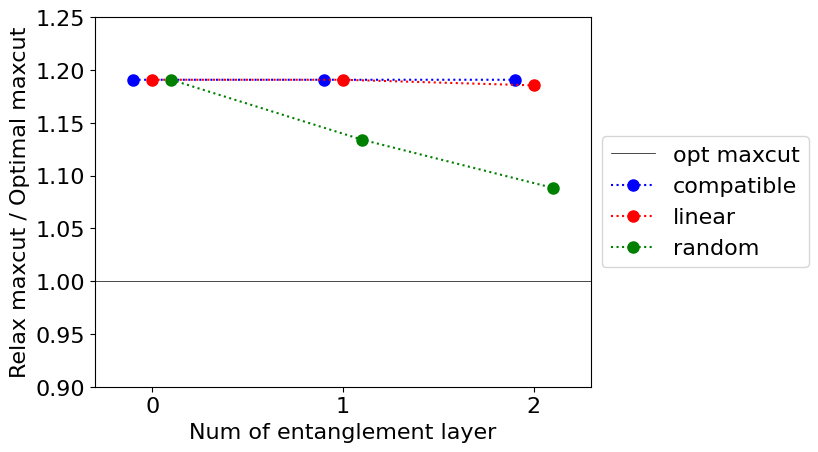 Relax maxcut / Optimal maxcut
1.25
1.20
1.15
1.10
1.05
1.00
0.95
0.90
0 1 2
Num of entanglement layer
opt maxcut
compatible
linear
random